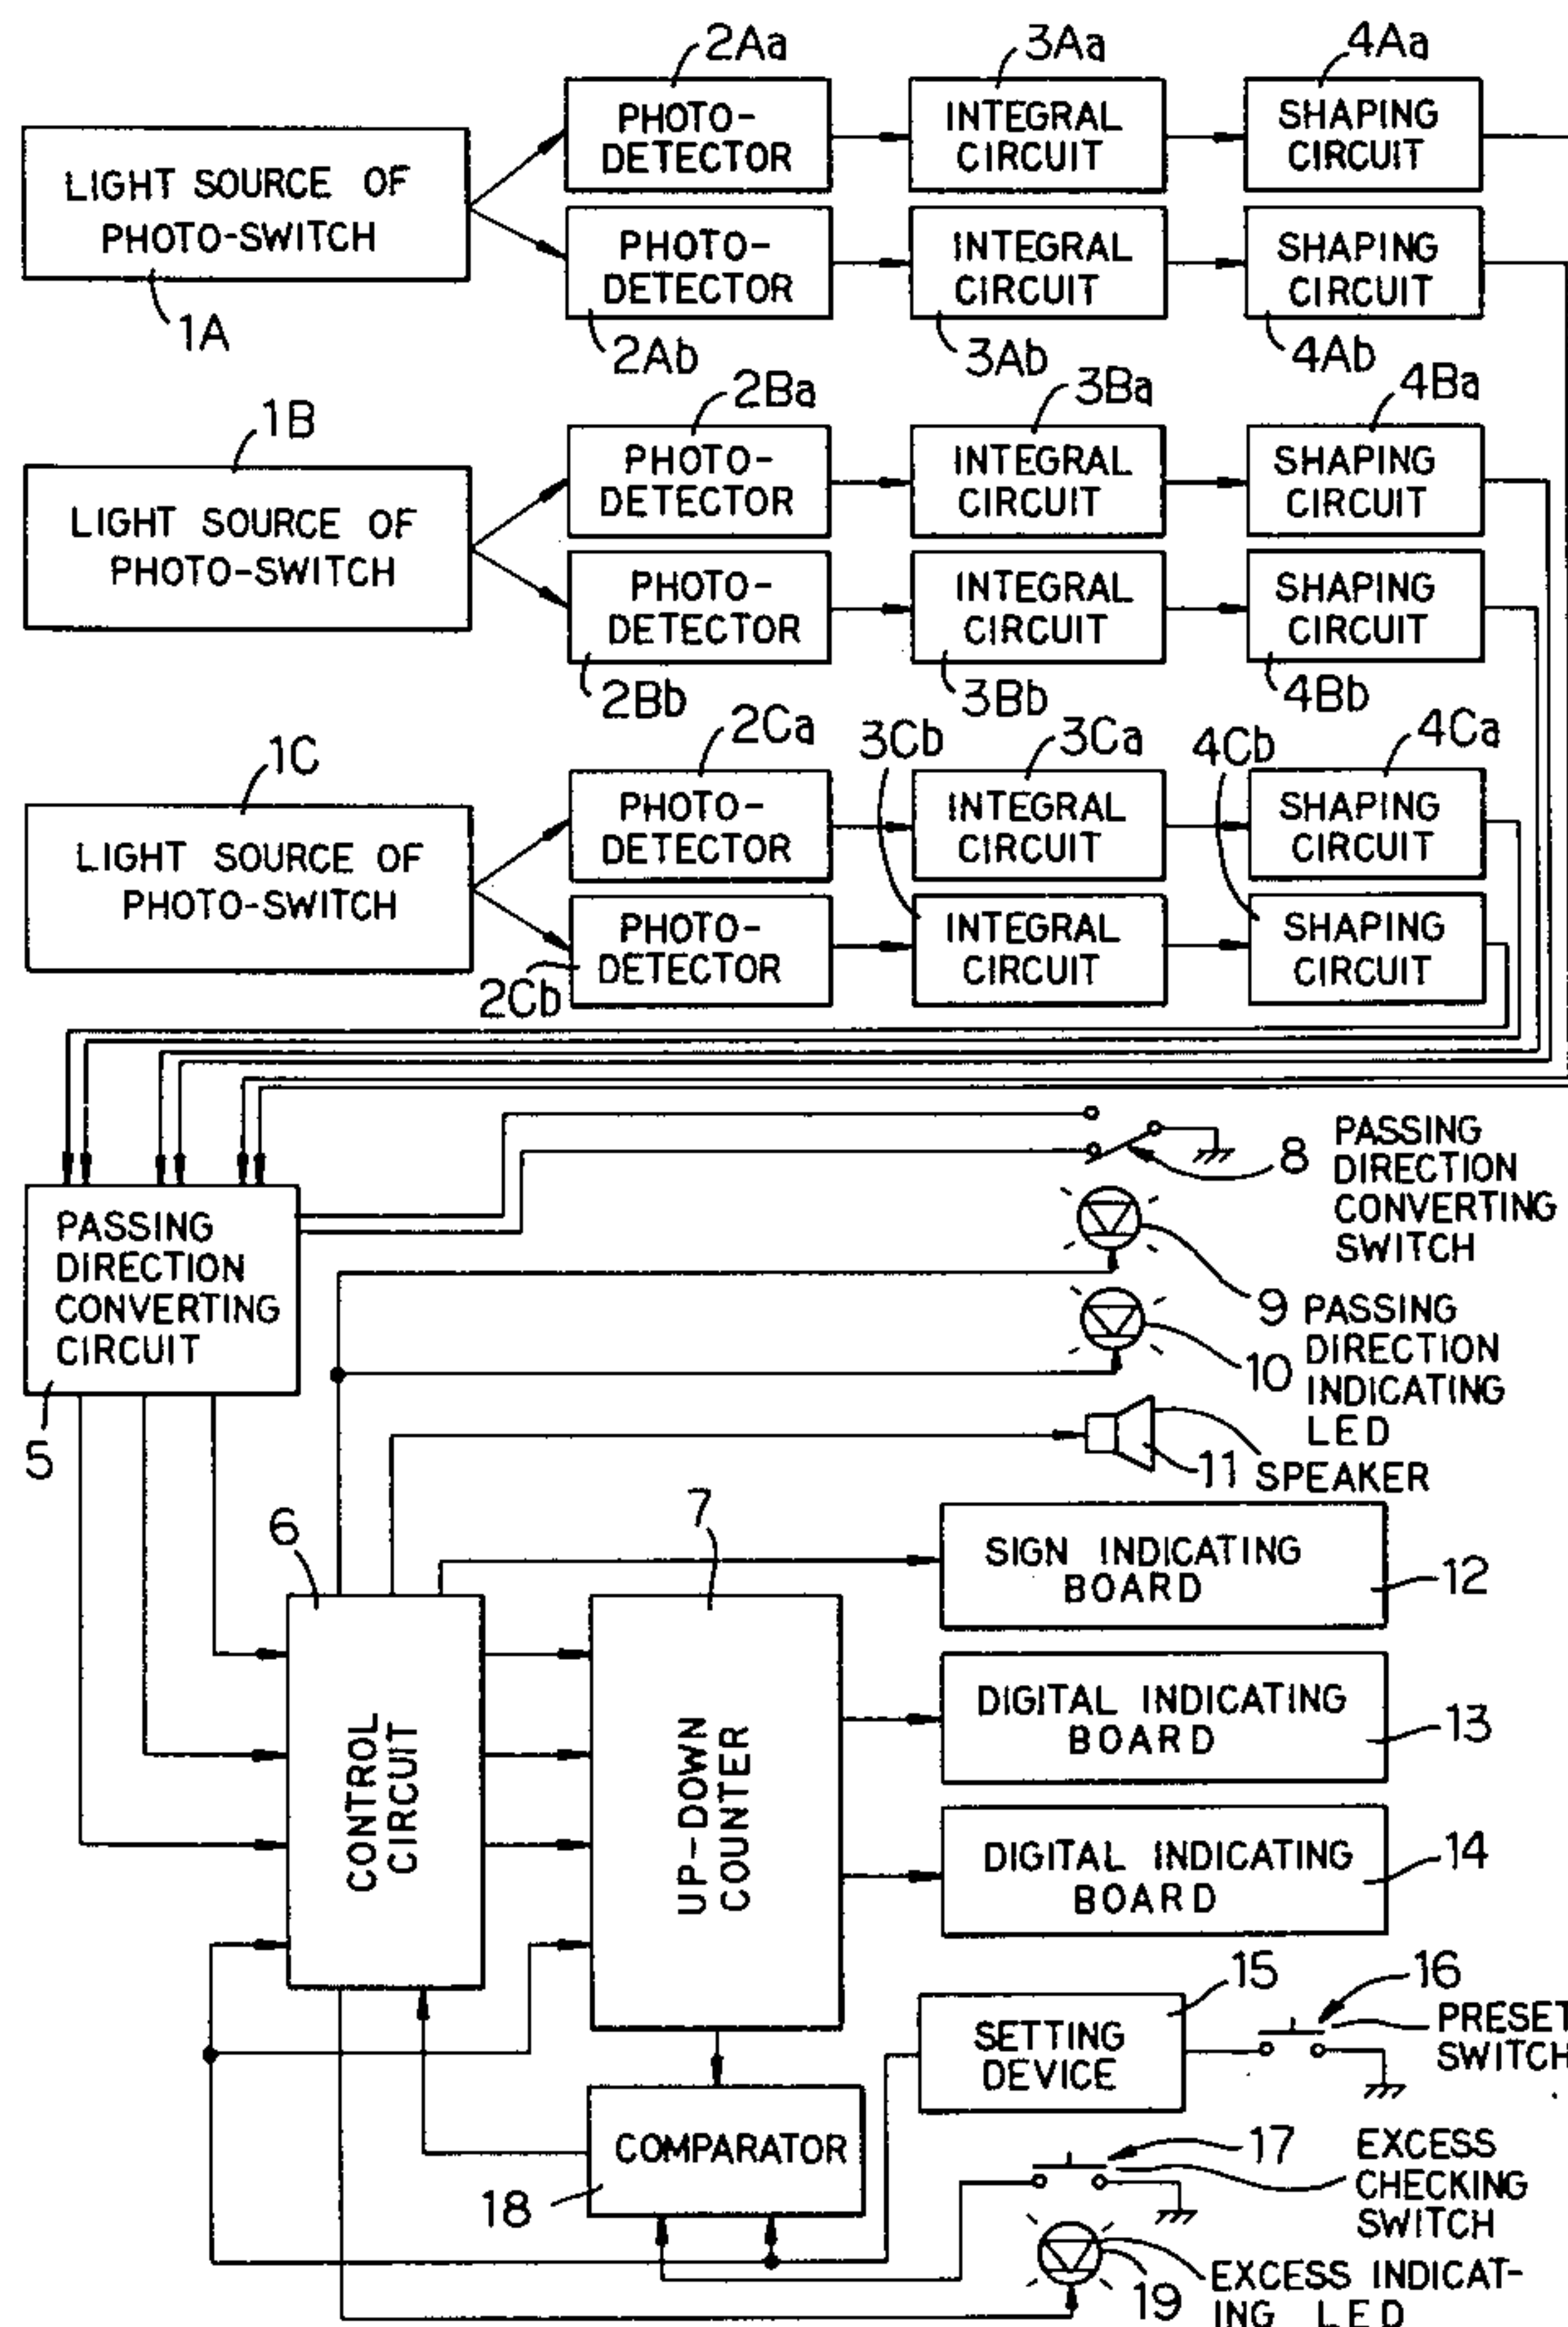 2Aa
3Aa
4Aa
LIGHT SOURCE OF
PHOTO-SWITCH
PHOTO-
DETECTOR
INTEGRAL
CIRCUIT
SHAPING
CIRCUIT
PHOTO-
DETECTOR
INTEGRAL
CIRCUIT
SHAPING
CIRCUIT
1A
2Ab
3Ab
4Ab
1B
2Ba
3Ba
4Ba
LIGHT SOURCE OF
PHOTO-SWITCH
PHOTO-
DETECTOR
INTEGRAL
CIRCUIT
SHAPING
CIRCUIT
PHOTO-
DETECTOR
INTEGRAL
CIRCUIT
SHAPING
CIRCUIT
2Bb
3Bb
4Bb
1C
2Ca
3Cb
3Ca
4Cb
4Ca
LIGHT SOURCE OF
PHOTO-SWITCH
PHOTO-
DETECTOR
INTEGRAL
CIRCUIT
SHAPING
CIRCUIT
PHOTO-
DETECTOR
INTEGRAL
CIRCUIT
SHAPING
CIRCUIT
2Cb
8
PASSING
DIRECTION
CONVERTING
SWITCH
PASSING
DIRECTION
CONVERTING
CIRCUIT
5
9
10
PASSING
DIRECTION
INDICATING
LED
11 SPEAKER
6
7
SIGN INDICATING
BOARD
12
CONTROL
CIRCUIT
UP-DOWN
COUNTER
DIGITAL INDICATING
BOARD
13
DIGITAL INDICATING
BOARD
14
15
16
SETTING
DEVICE
PRESET
SWITCH
COMPARATOR
18
17
EXCESS
CHECKING
SWITCH
19
EXCESS INDICAT-
ING LED